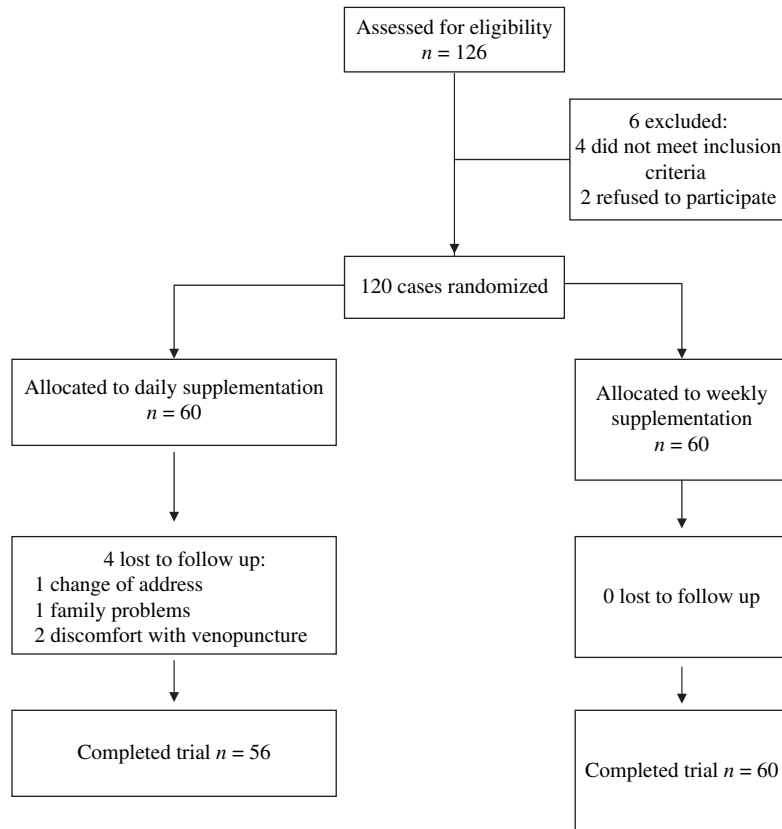 Assessed for eligibility
n = 126
6 excluded:
4 did not meet inclusion
criteria
2 refused to participate
120 cases randomized
Allocated to daily supplementation
n = 60
Allocated to weekly
supplementation
n = 60
4 lost to follow up:
1 change of address
1 family problems
2 discomfort with venopuncture
0 lost to follow up
Completed trial n = 56
Completed trial n = 60